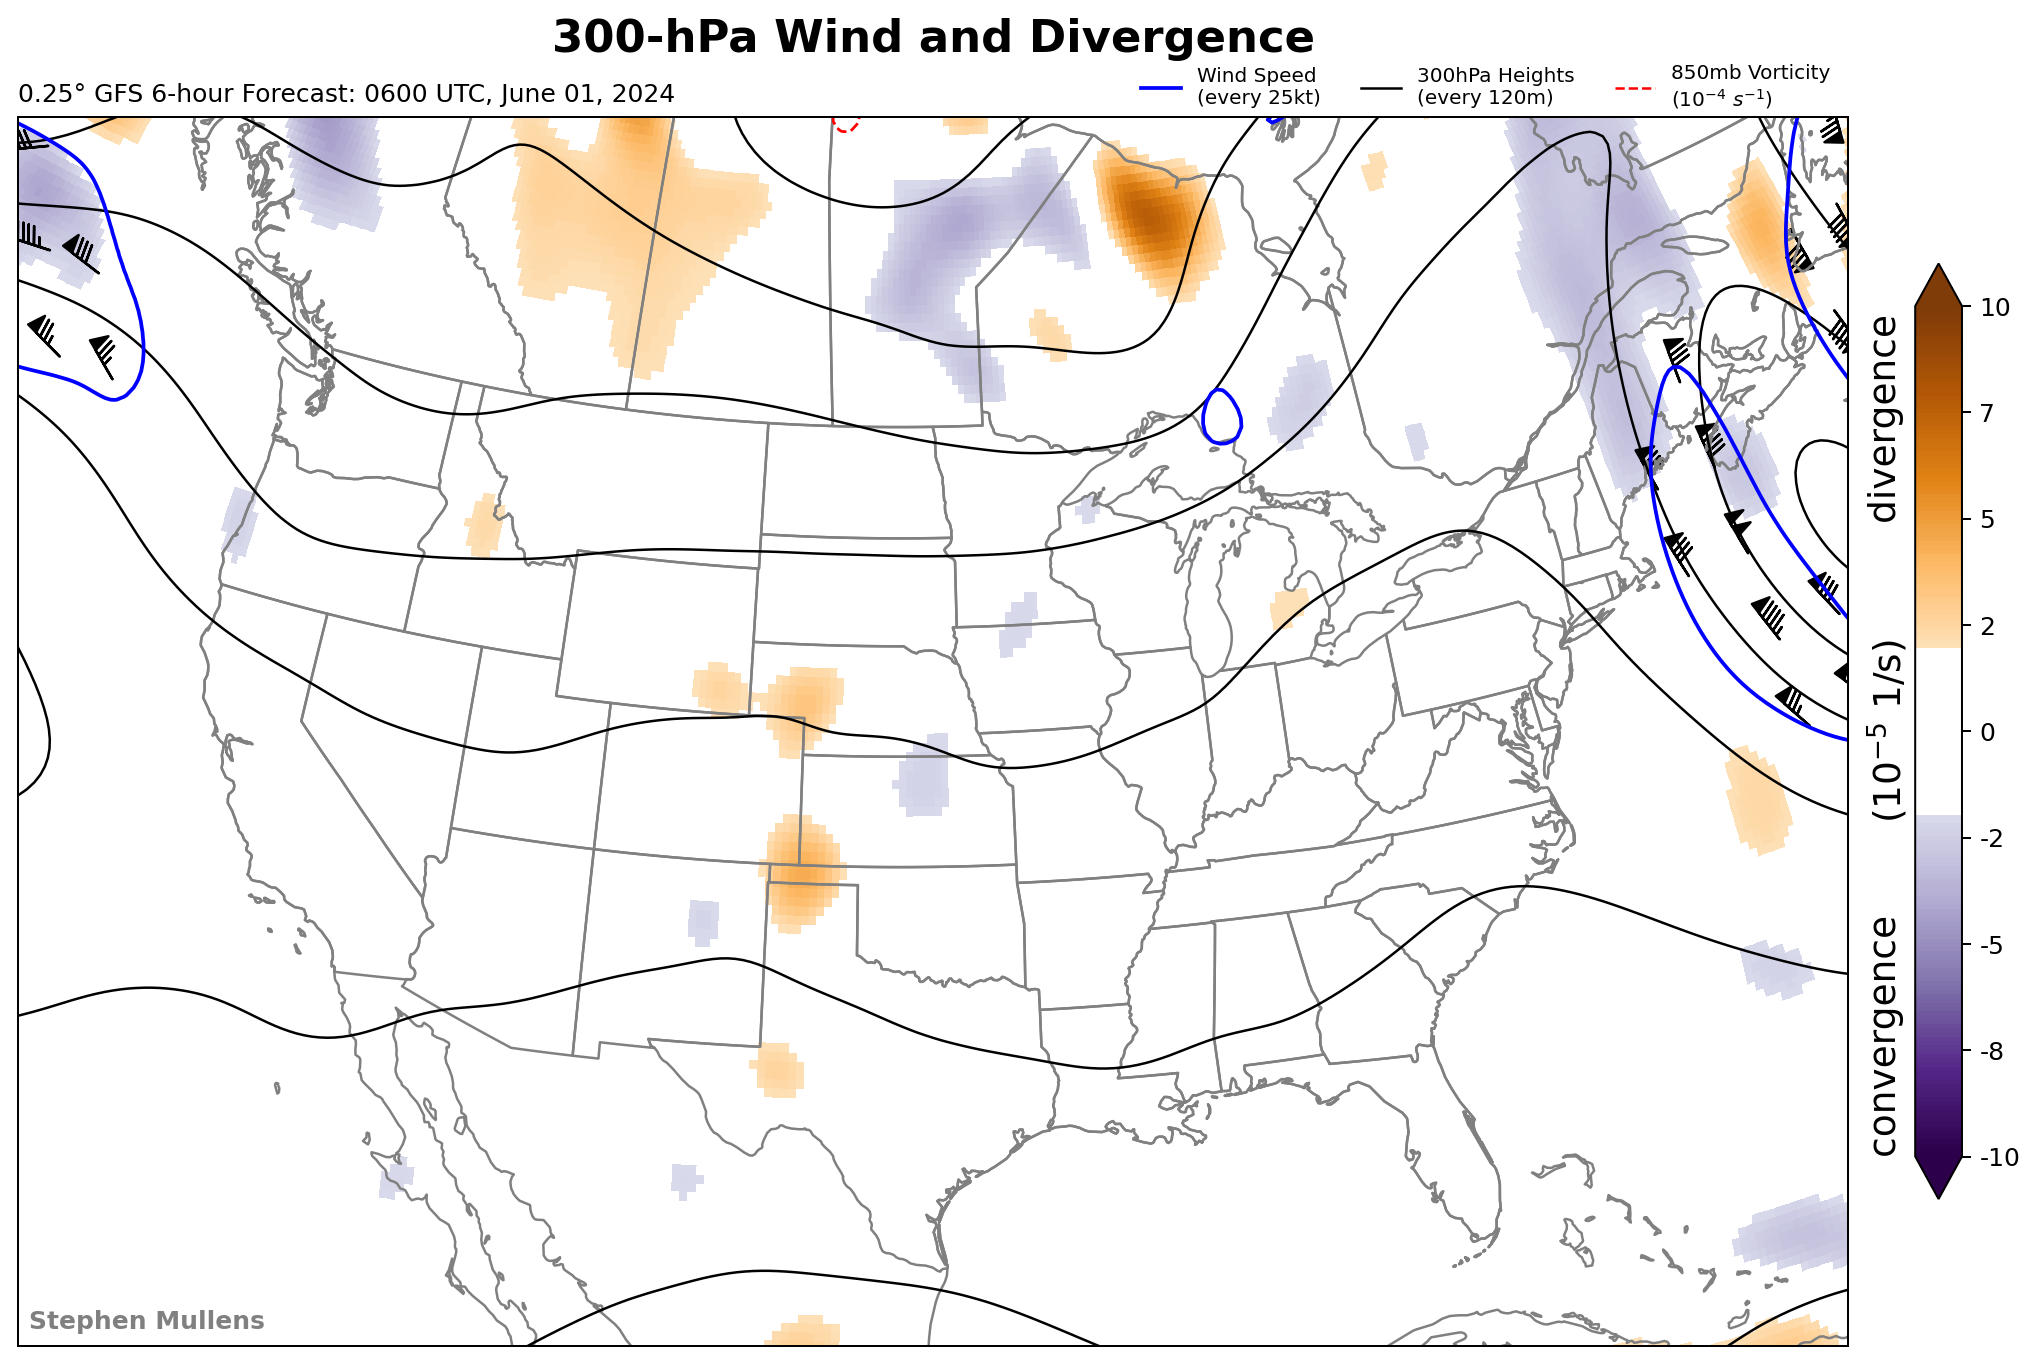 300-hPa Wind and Divergence
0.25° GFS 6-hour Forecast: 0600 UTC, June 01, 2024
Wind Speed
(every 25kt)
300hPa Heights
(every 120m)
850mb Vorticity
(10⁻⁴ s⁻¹)
10
7
5
2
0
-2
-5
-8
-10
convergence (10⁻⁵ 1/s) divergence
Stephen Mullens